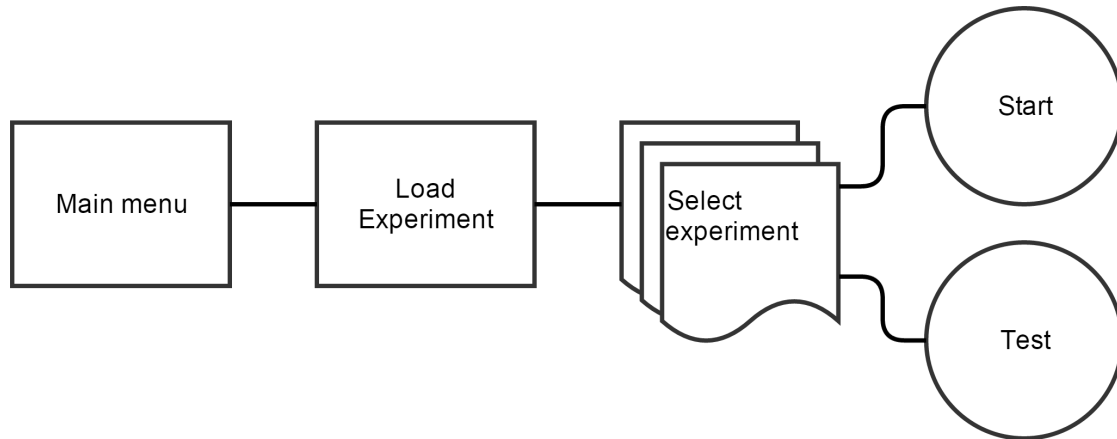 Main menu
Load
Experiment
Select
experiment
Start
Test